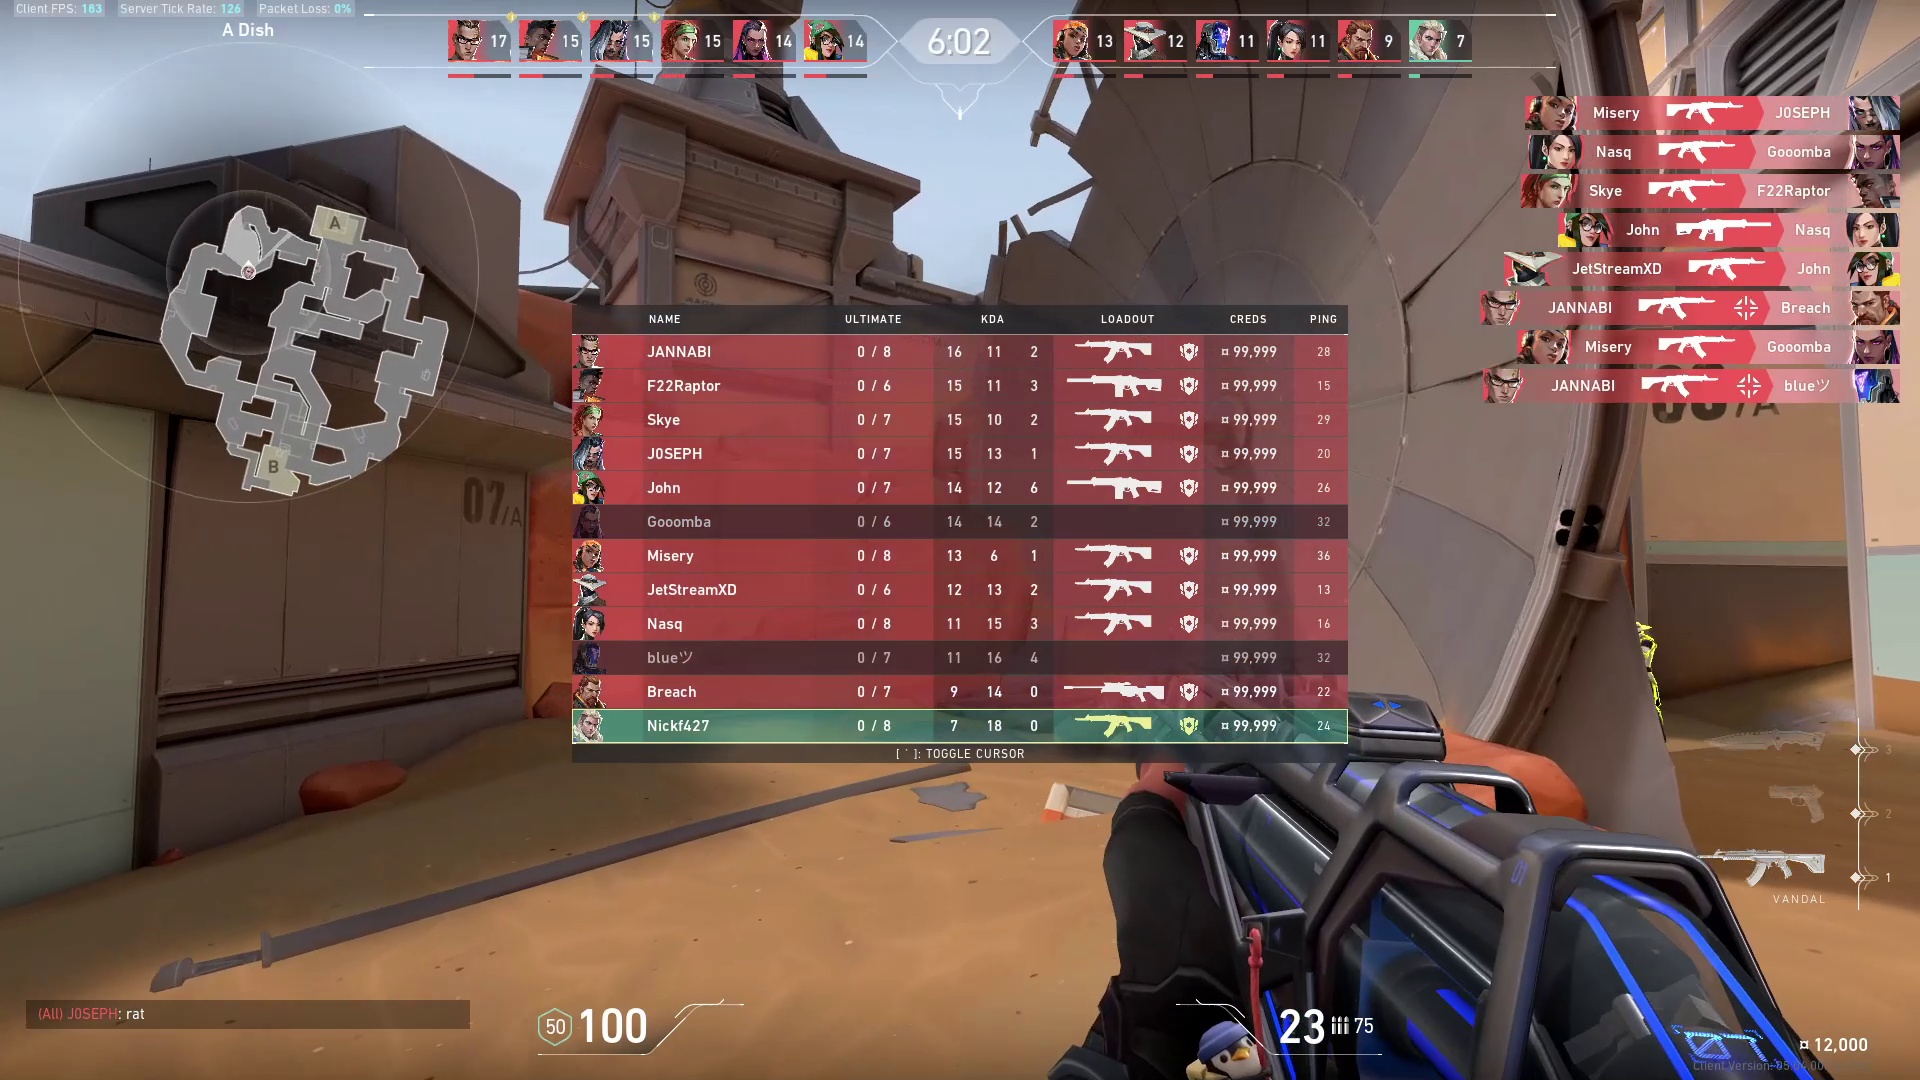 Client FPS: 183 Server Tick Rate: 126 Packet Loss: 0%
A Dish
17 15 15 15 14 14 6:02 13 12 11 11 9 7
Misery J0SEPH
Nasq Gooomba
Skye F22Raptor
John Nasq
JetStreamXD John
JANNABI Breach
Misery Gooomba
JANNABI blueツ
A
B
07/A
NAME ULTIMATE KDA LOADOUT CREDS PING
JANNABI 0 / 8 16 11 2 ¤ 99,999 28
F22Raptor 0 / 6 15 11 3 ¤ 99,999 15
Skye 0 / 7 15 10 2 ¤ 99,999 29
J0SEPH 0 / 7 15 13 1 ¤ 99,999 20
John 0 / 7 14 12 6 ¤ 99,999 26
Gooomba 0 / 6 14 14 2 ¤ 99,999 32
Misery 0 / 8 13 6 1 ¤ 99,999 36
JetStreamXD 0 / 6 12 13 2 ¤ 99,999 13
Nasq 0 / 8 11 15 3 ¤ 99,999 16
blueツ 0 / 7 11 16 4 ¤ 99,999 32
Breach 0 / 7 9 14 0 ¤ 99,999 22
Nickf427 0 / 8 7 18 0 ¤ 99,999 24
[ ` ]: TOGGLE CURSOR
3
2
1
VANDAL
(All) J0SEPH: rat
50 100
23 75
¤ 12,000
Client Version: